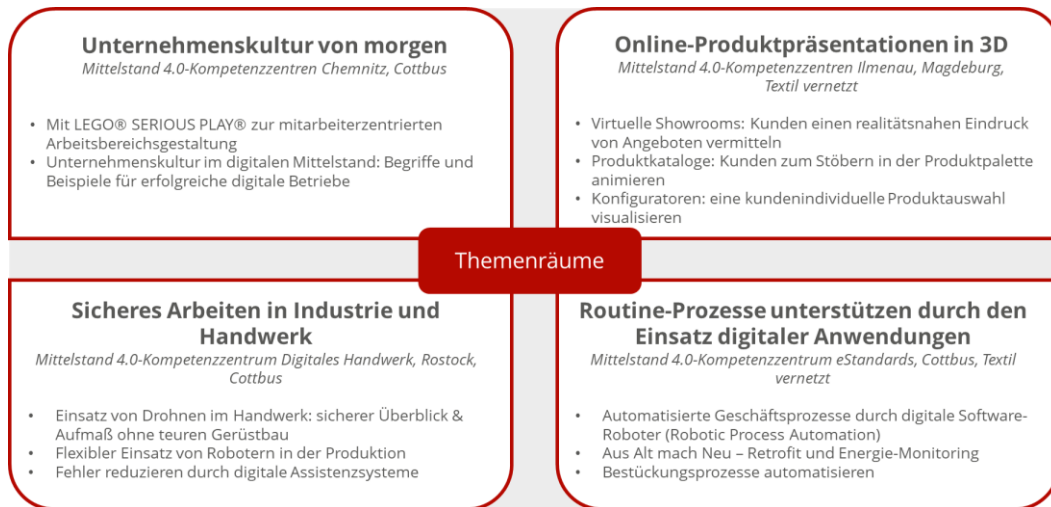 Unternehmenskultur von morgen
Mittelstand 4.0-Kompetenzzentren Chemnitz, Cottbus
• Mit LEGO® SERIOUS PLAY® zur mitarbeiterzentrierten
Arbeitsbereichsgestaltung
• Unternehmenskultur im digitalen Mittelstand: Begriffe und
Beispiele für erfolgreiche digitale Betriebe
Online-Produktpräsentationen in 3D
Mittelstand 4.0-Kompetenzzentren Ilmenau, Magdeburg,
Textil vernetzt
• Virtuelle Showrooms: Kunden einen realitätsnahen Eindruck
von Angeboten vermitteln
• Produktkataloge: Kunden zum Stöbern in der Produktpalette
animieren
• Konfiguratoren: eine kundenindividuelle Produktauswahl
visualisieren
Themenräume
Sicheres Arbeiten in Industrie und
Handwerk
Mittelstand 4.0-Kompetenzzentrum Digitales Handwerk, Rostock,
Cottbus
• Einsatz von Drohnen im Handwerk: sicherer Überblick &
Aufmaß ohne teuren Gerüstbau
• Flexibler Einsatz von Robotern in der Produktion
• Fehler reduzieren durch digitale Assistenzsysteme
Routine-Prozesse unterstützen durch den
Einsatz digitaler Anwendungen
Mittelstand 4.0-Kompetenzzentrum eStandards, Cottbus, Textil
vernetzt
• Automatisierte Geschäftsprozesse durch digitale Software-
Roboter (Robotic Process Automation)
• Aus Alt mach Neu – Retrofit und Energie-Monitoring
• Bestückungsprozesse automatisieren